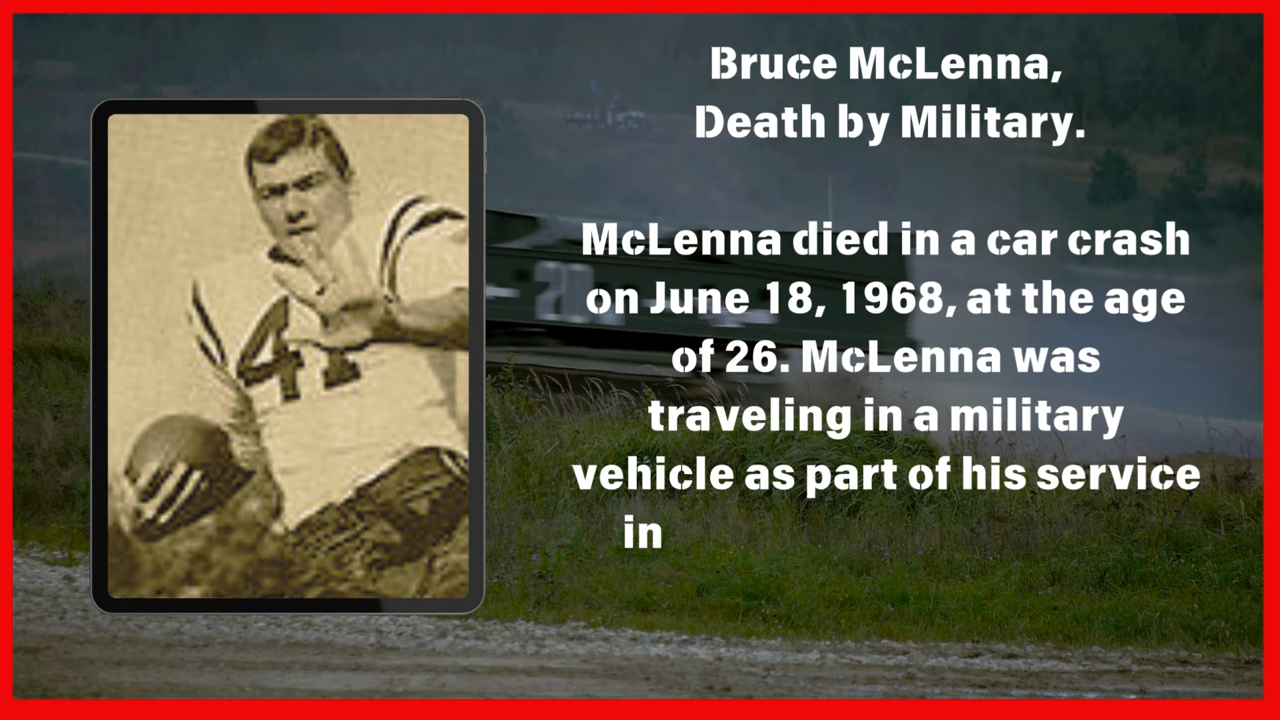 Bruce McLenna,
Death by Military.
McLenna died in a car crash
on June 18, 1968, at the age
of 26. McLenna was
traveling in a military
vehicle as part of his service
in
41